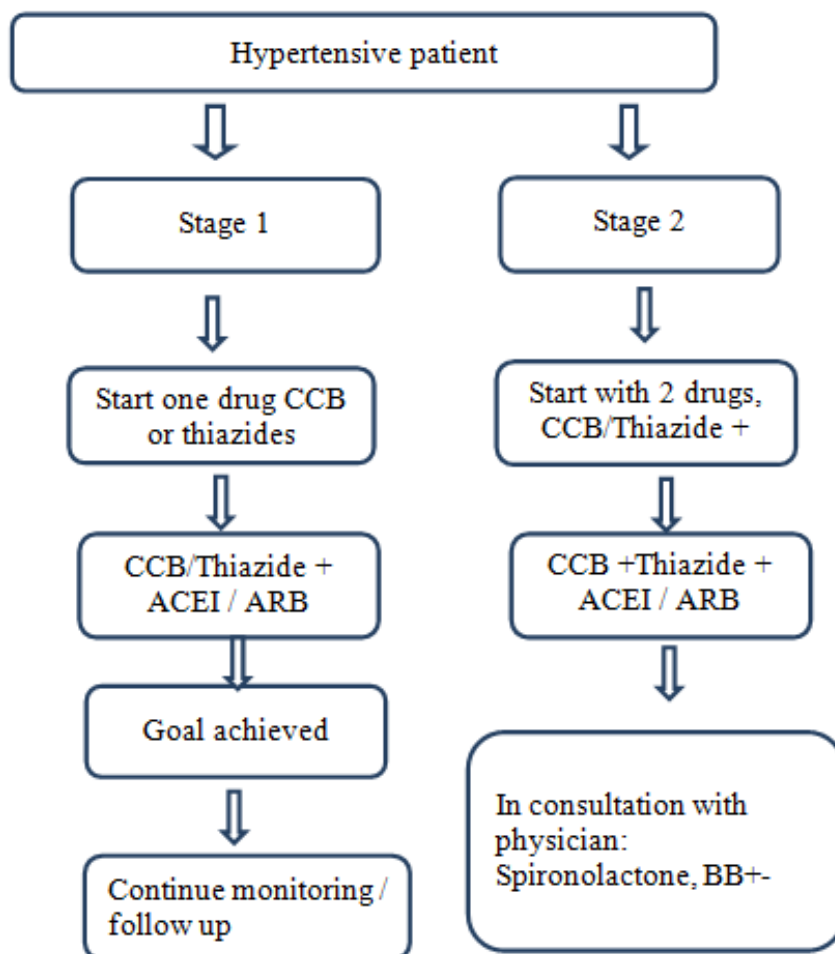 Hypertensive patient
Stage 1
Stage 2
Start one drug CCB
or thiazides
Start with 2 drugs,
CCB/Thiazide +
CCB/Thiazide +
ACEI / ARB
CCB +Thiazide +
ACEI / ARB
Goal achieved
In consultation with
physician:
Spironolactone, BB+-
Continue monitoring /
follow up